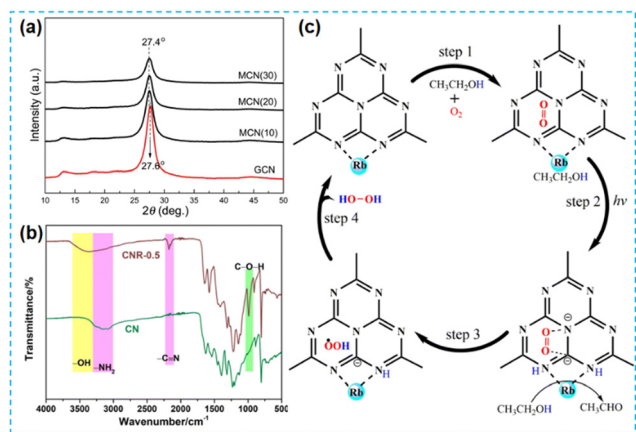 (a)
27.4°
MCN(30)
MCN(20)
MCN(10)
GCN
27.6°
Intensity (a.u.)
10 15 20 25 30 35 40 45 50
2θ (deg.)
(b)
CNR-0.5
C-O-H
CN
-OH
-NH2
-C≡N
Transmittance/%
4000 3500 3000 2500 2000 1500 1000 500
Wavenumber/cm-1
(c)
step 1
CH3CH2OH
+
O2
N N N N N N N
Rb
N N N N N N N
O
O
Rb
CH3CH2OH
step 2
hv
N N N N N
O
O
H H
N N
Rb
CH3CH2OH
CH3CHO
step 3
N N N N N N
•OOH
NH
Rb
step 4
HO-OH